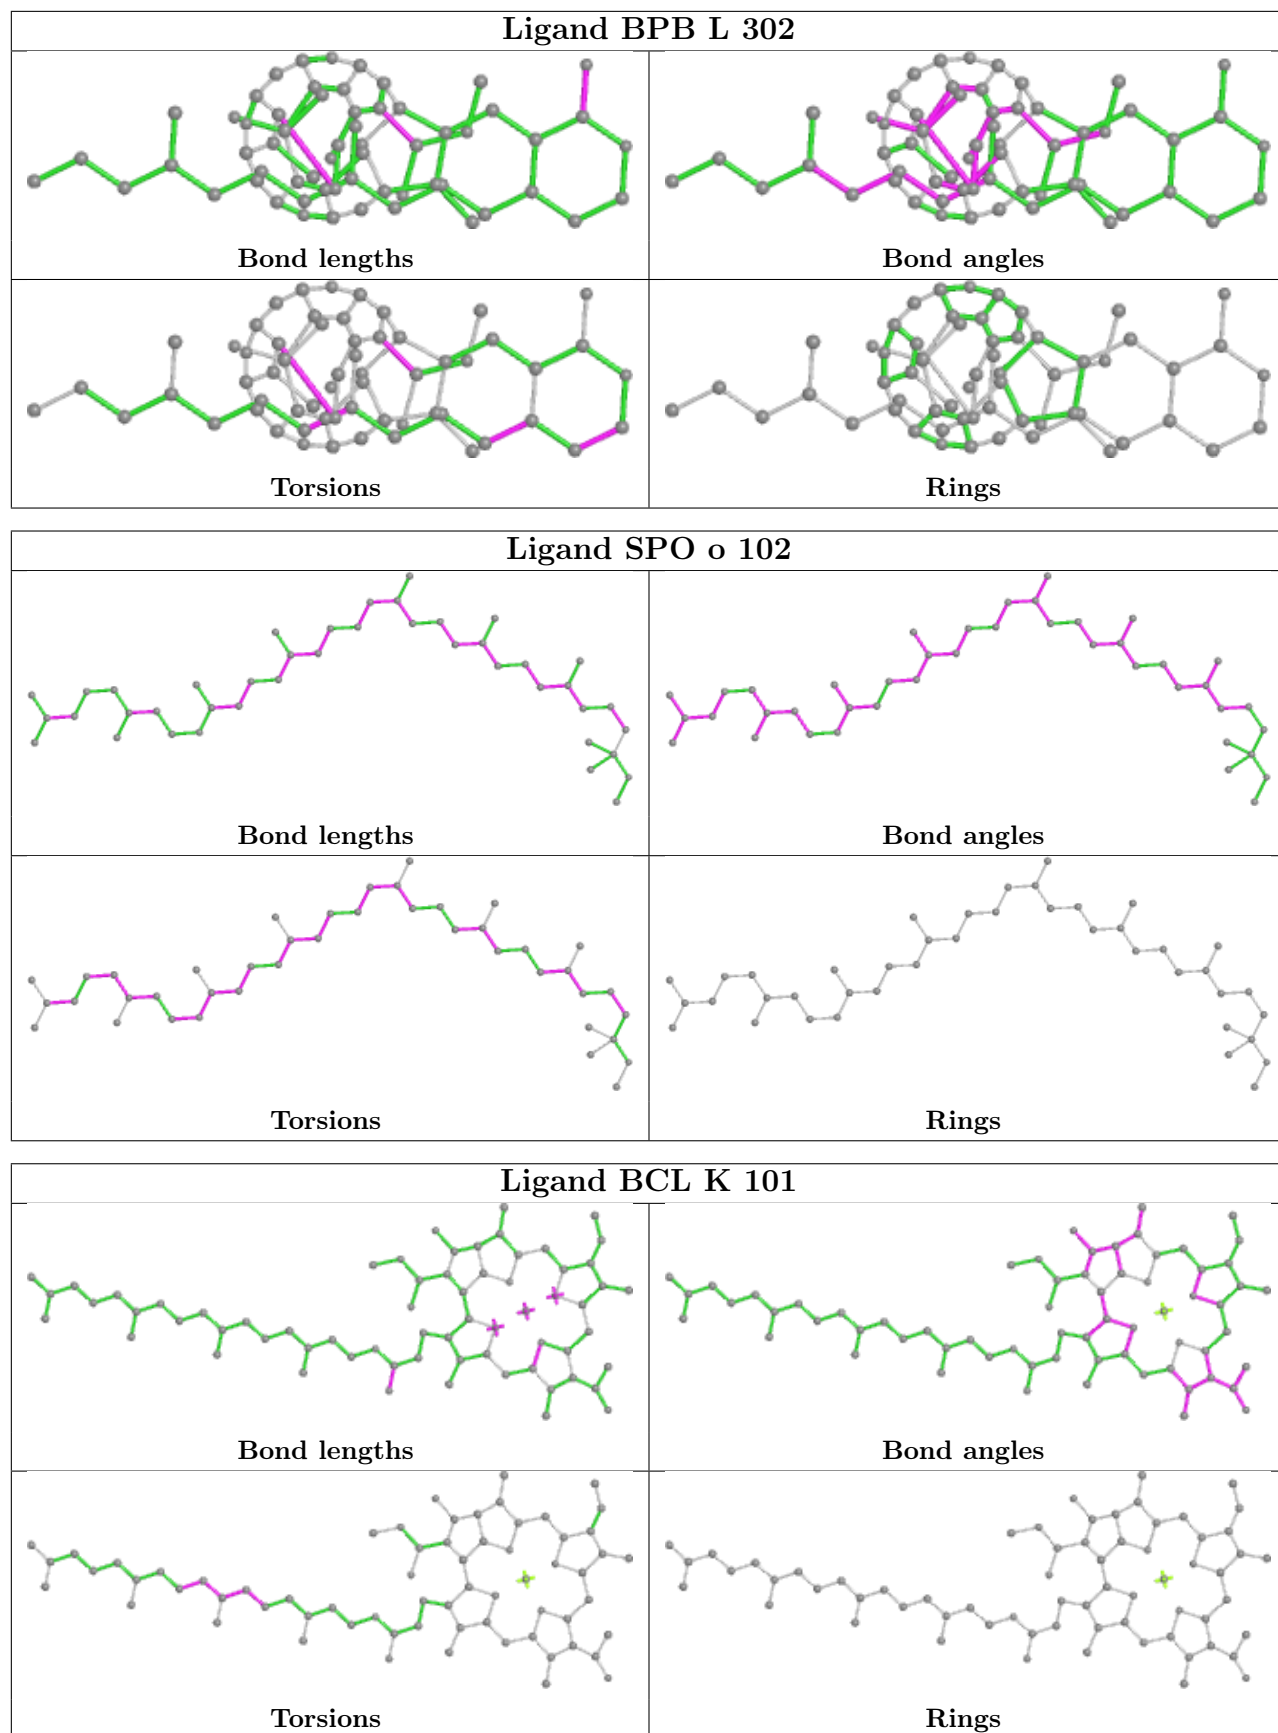 Ligand BPB L 302
Bond lengths
Bond angles
Torsions
Rings
Ligand SPO o 102
Bond lengths
Bond angles
Torsions
Rings
Ligand BCL K 101
Bond lengths
Bond angles
Torsions
Rings